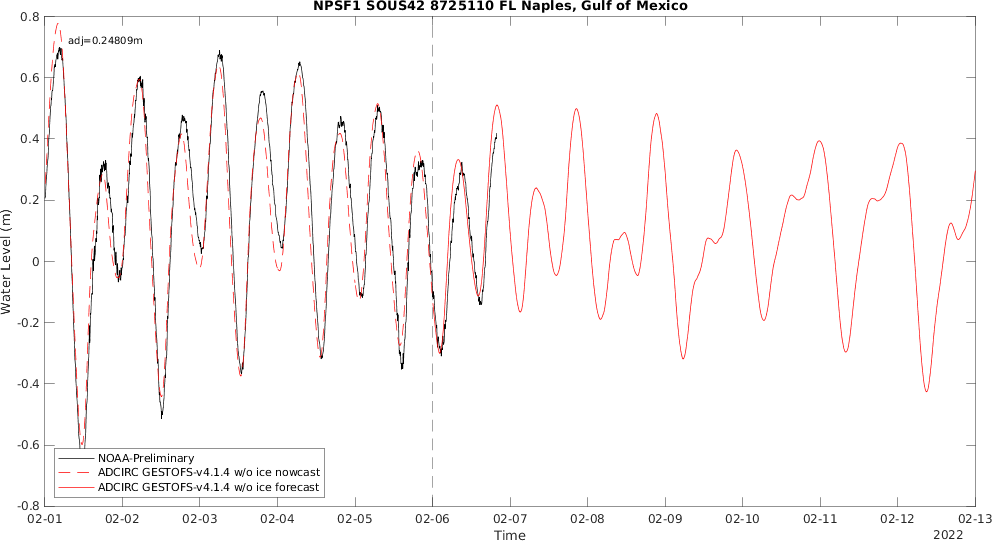 NPSF1 SOUS42 8725110 FL Naples, Gulf of Mexico
adj=0.24809m
0.8
0.6
0.4
0.2
0
-0.2
-0.4
-0.6
-0.8
Water Level (m)
NOAA-Preliminary
ADCIRC GESTOFS-v4.1.4 w/o ice nowcast
ADCIRC GESTOFS-v4.1.4 w/o ice forecast
02-01 02-02 02-03 02-04 02-05 02-06 02-07 02-08 02-09 02-10 02-11 02-12 02-13
Time
2022